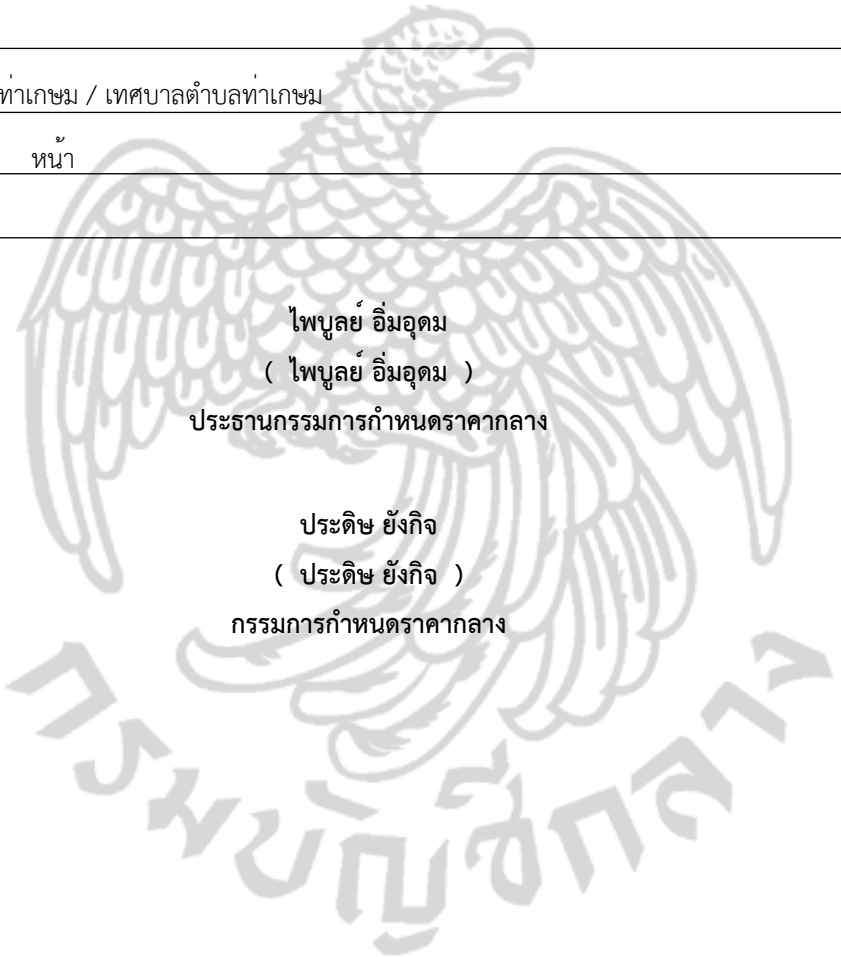 ท่าเกษม / เทศบาลตำบลท่าเกษม
หน้า
ไพบูลย์ อิ่มอุดม
( ไพบูลย์ อิ่มอุดม )
ประธานกรรมการกำหนดราคากลาง
ประดิษ ยังกิจ
( ประดิษ ยังกิจ )
กรรมการกำหนดราคากลาง
กรมบัญชีกลาง